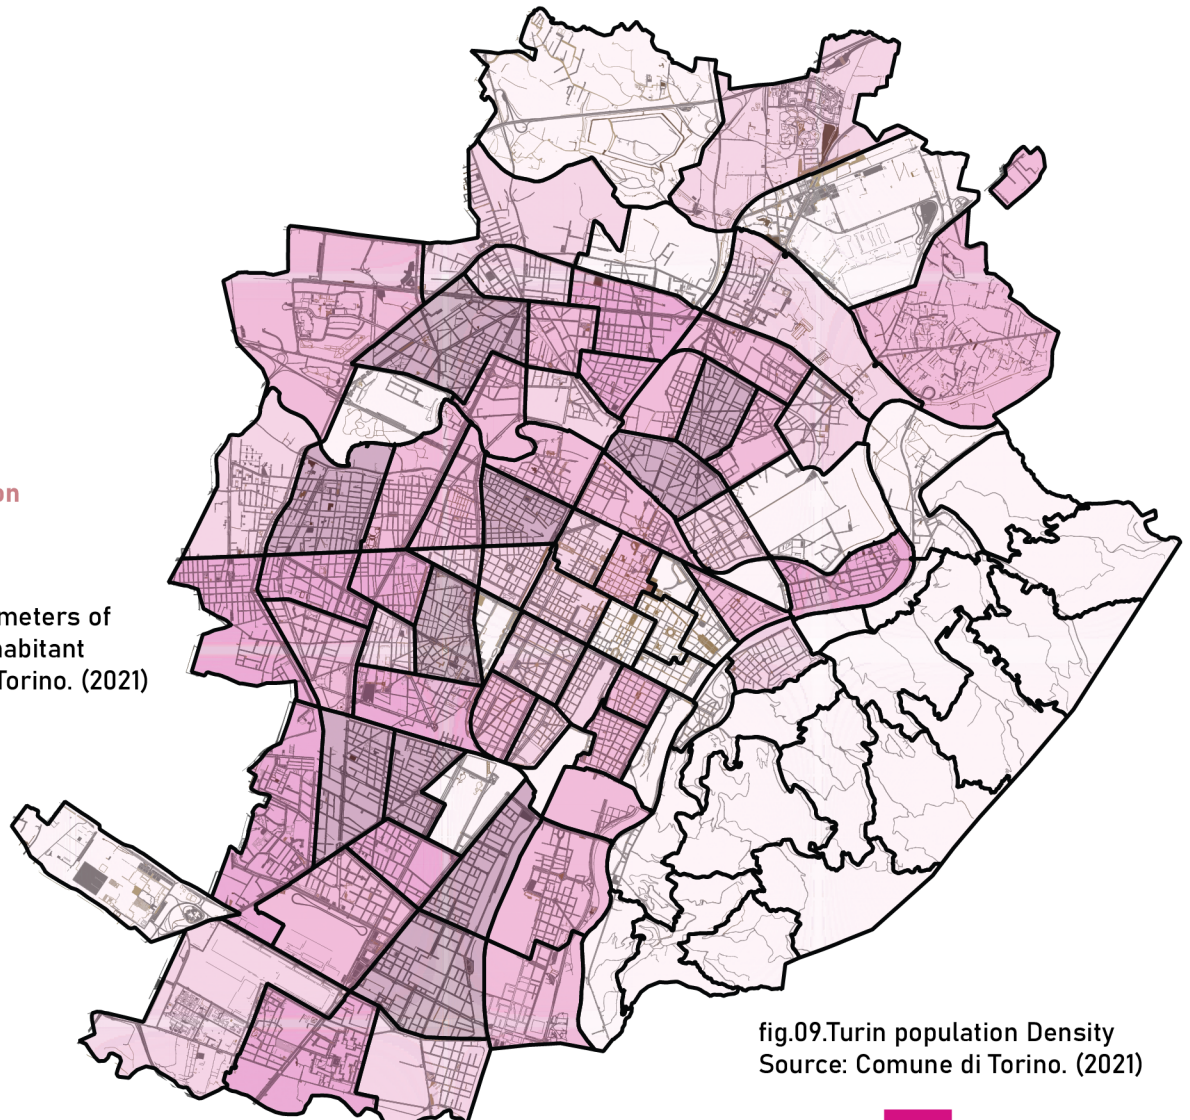 on
meters of
habitant
Torino. (2021)
fig.09.Turin population Density
Source: Comune di Torino. (2021)